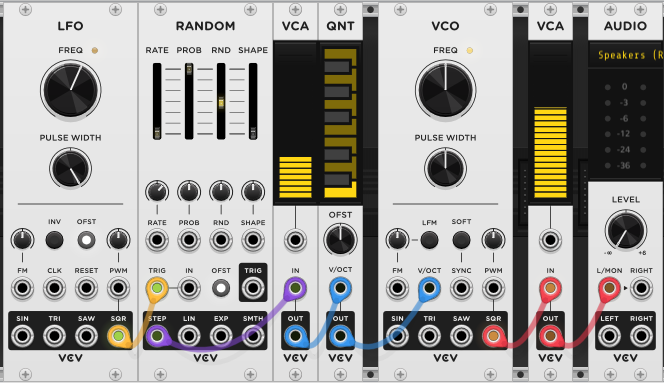 LFO
FREQ
PULSE WIDTH
INV OFST
FM CLK RESET PWM
SIN TRI SAW SQR
VCV
RANDOM
RATE PROB RND SHAPE
RATE PROB RND SHAPE
TRIG IN OFST TRIG
STEP LIN EXP SMTH
VCV
VCA
IN
OUT
QNT
OFST
V/OCT
OUT
VCV
VCO
FREQ
PULSE WIDTH
LFM SOFT
FM V/OCT SYNC PWM
SIN TRI SAW SQR
VCV
VCA
IN
OUT
AUDIO
Speakers (R
0
-3
-6
-12
-24
-36
LEVEL
-∞ +6
L/MON RIGHT
LEFT RIGHT
VCV